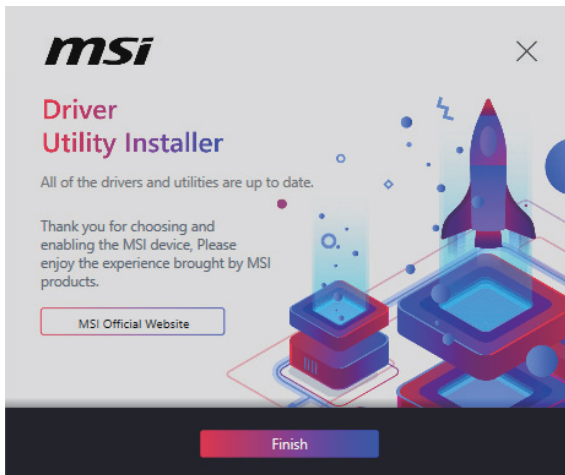 msi
Driver
Utility Installer
All of the drivers and utilities are up to date.
Thank you for choosing and
enabling the MSI device, Please
enjoy the experience brought by MSI
products.
MSI Official Website
Finish